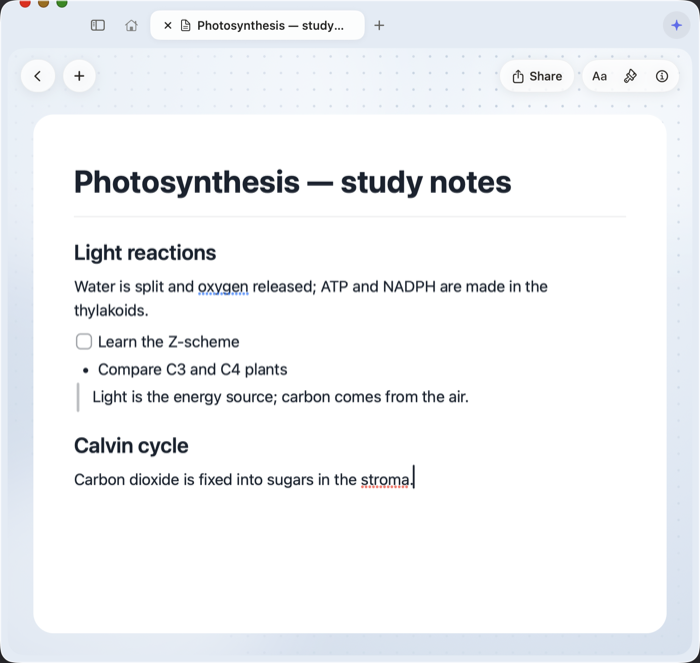 Photosynthesis — study...
Share
Aa
Photosynthesis — study notes
Light reactions
Water is split and oxygen released; ATP and NADPH are made in the
thylakoids.
Learn the Z-scheme
• Compare C3 and C4 plants
Light is the energy source; carbon comes from the air.
Calvin cycle
Carbon dioxide is fixed into sugars in the stroma.